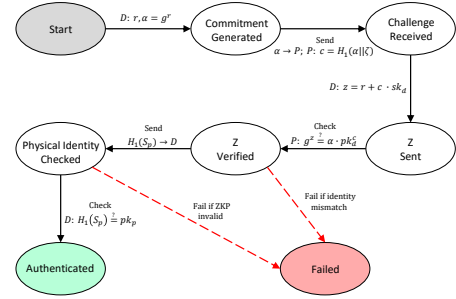 Start
D: r, α = g^r
Commitment
Generated
Send
α → P; P: c = H₁(α||ζ)
Challenge
Received
D: z = r + c · sk_d
Z
Sent
Check
P: g^z ≟ α · pk_d^c
Z
Verified
Send
H₁(S_p) → D
Physical Identity
Checked
Fail if ZKP
invalid
Fail if identity
mismatch
Check
D: H₁(S_p) ≟ pk_p
Authenticated
Failed